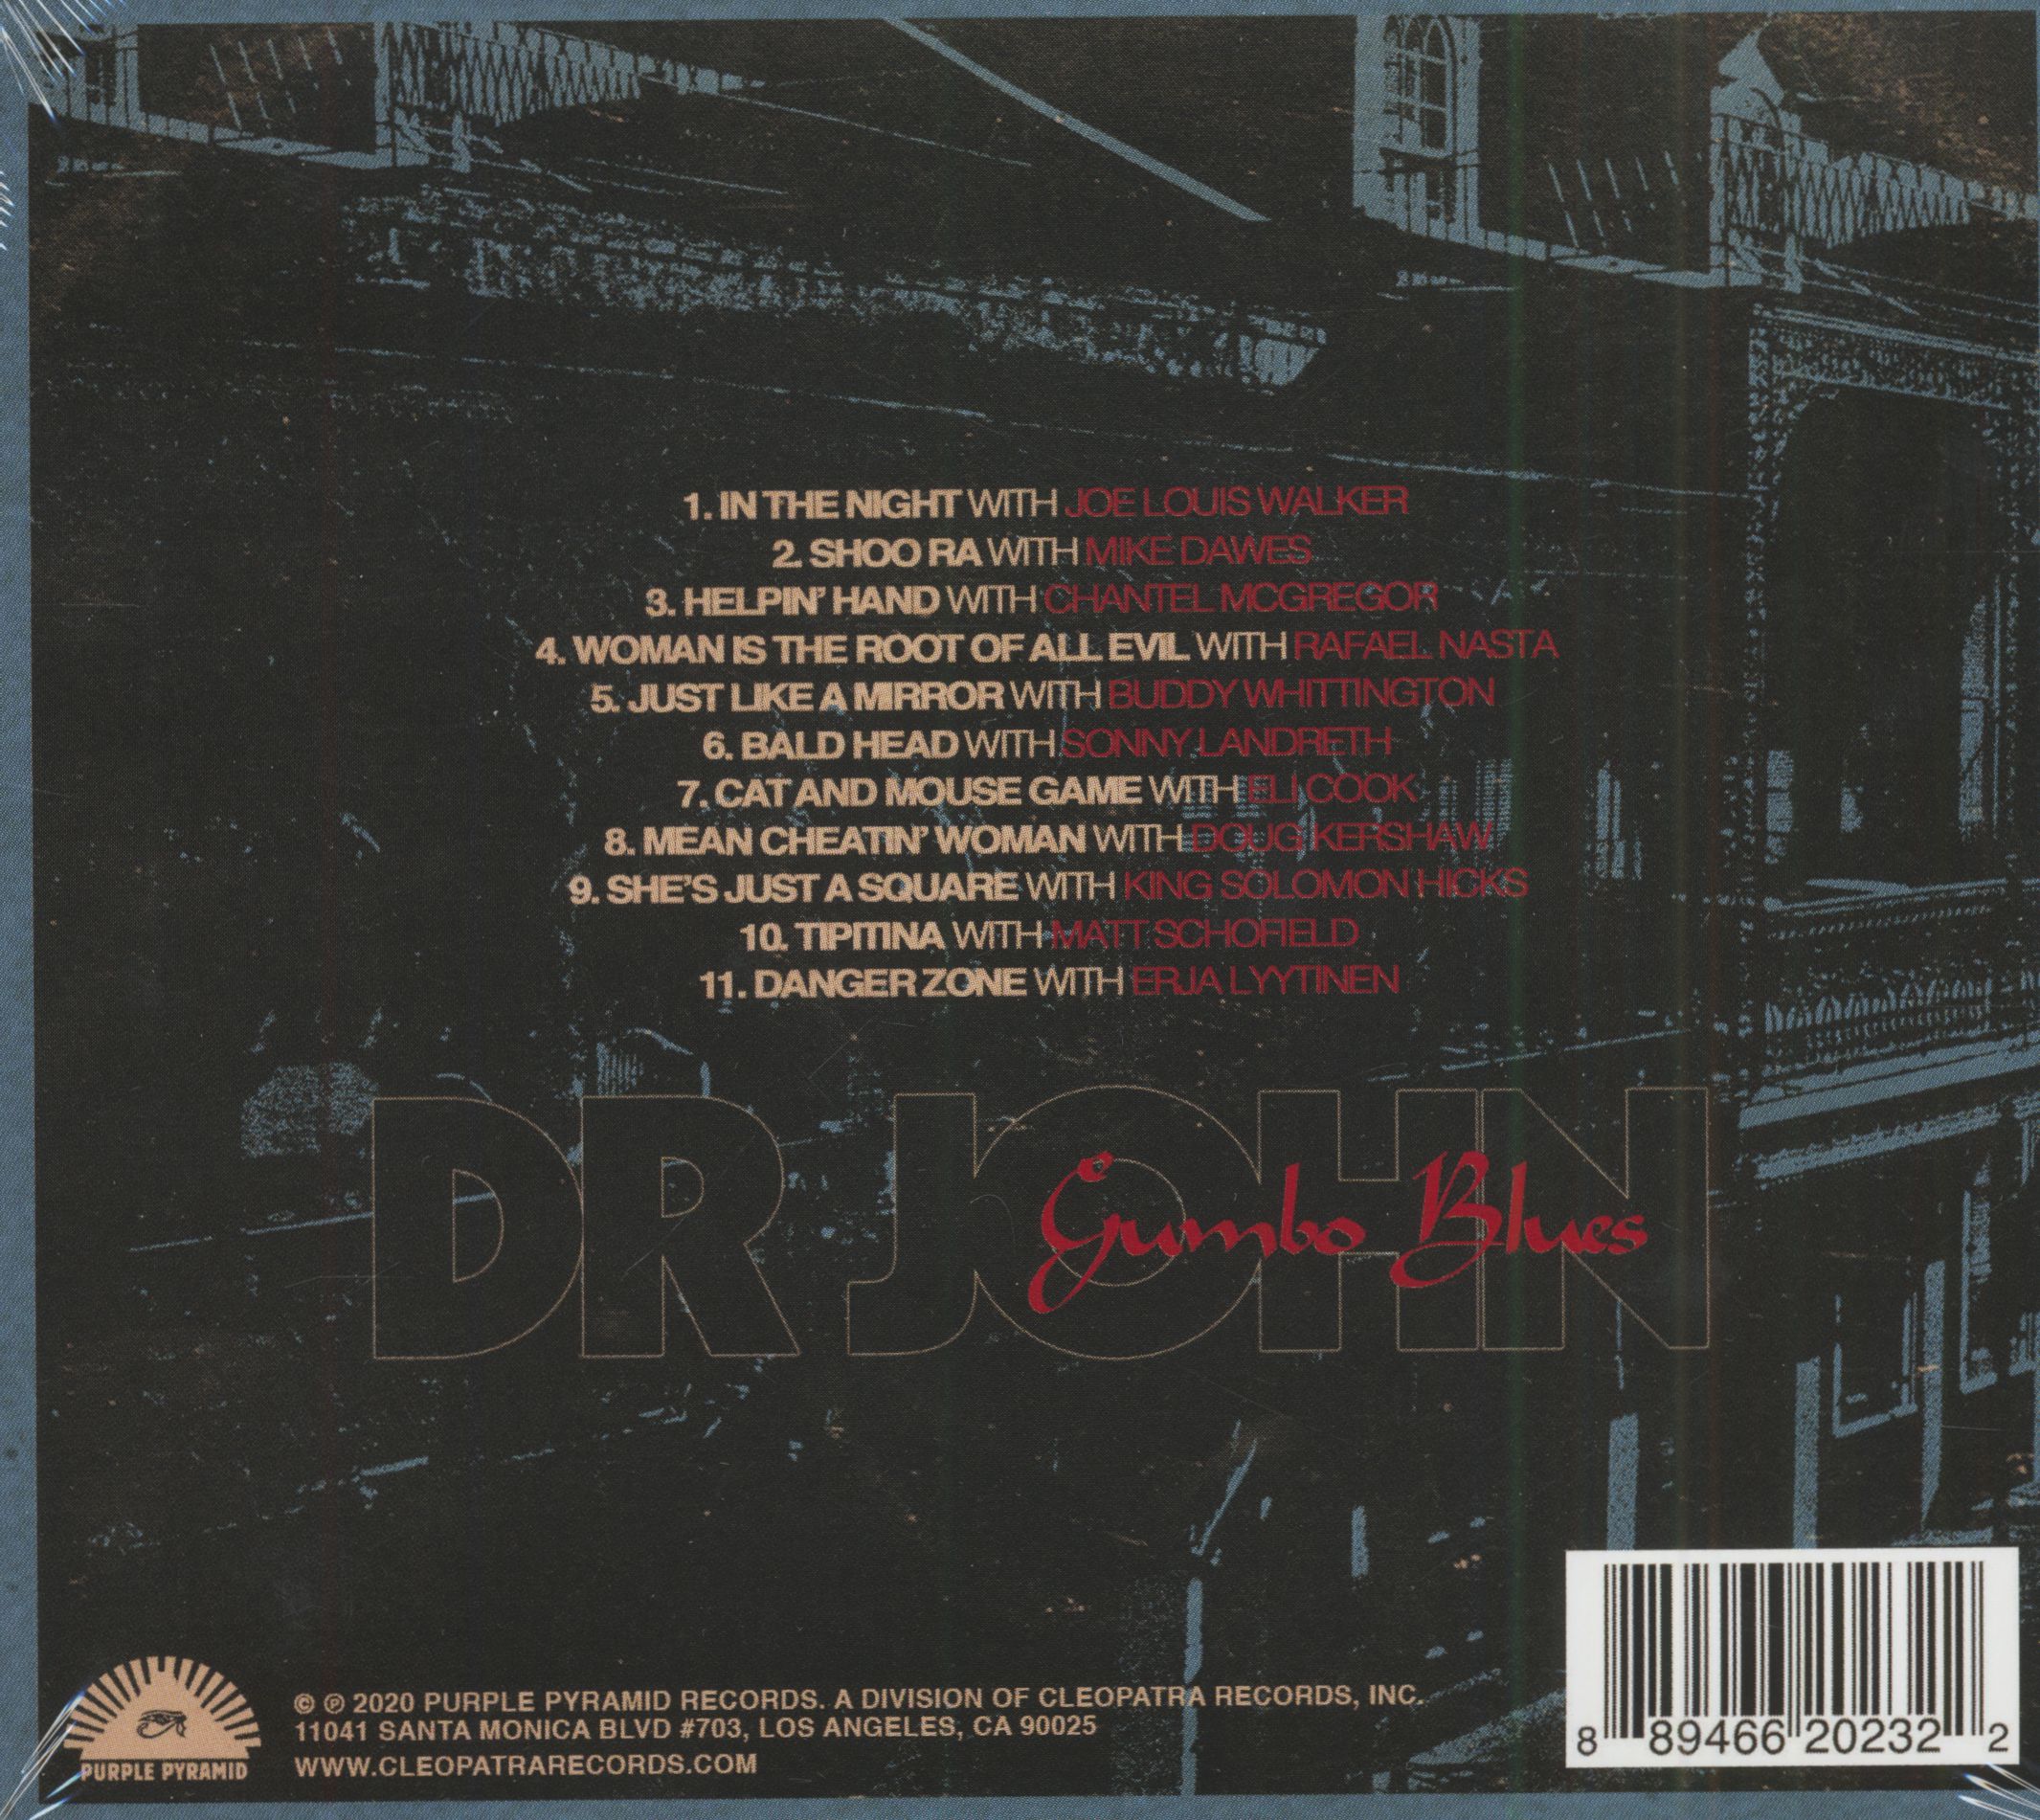 1. IN THE NIGHT WITH JOE LOUIS WALKER
2. SHOO RA WITH MIKE DAWES
3. HELPIN' HAND WITH CHANTEL MCGREGOR
4. WOMAN IS THE ROOT OF ALL EVIL WITH RAFAEL NASTA
5. JUST LIKE A MIRROR WITH BUDDY WHITTINGTON
6. BALD HEAD WITH SONNY LANDRETH
7. CAT AND MOUSE GAME WITH ELI COOK
8. MEAN CHEATIN' WOMAN WITH DOUG KERSHAW
9. SHE'S JUST A SQUARE WITH KING SOLOMON HICKS
10. TIPITINA WITH MATT SCHOFIELD
11. DANGER ZONE WITH ERJA LYYTINEN
DR JOHN
Gumbo Blues
PURPLE PYRAMID
© ℗ 2020 PURPLE PYRAMID RECORDS. A DIVISION OF CLEOPATRA RECORDS, INC.
11041 SANTA MONICA BLVD #703, LOS ANGELES, CA 90025
WWW.CLEOPATRARECORDS.COM
8 89466 20232 2